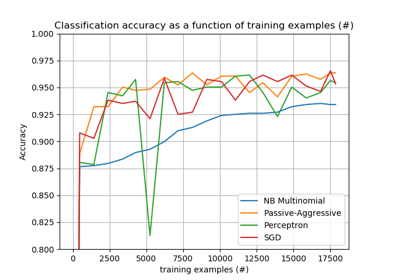 Classification accuracy as a function of training examples (#)
1.000
0.975
0.950
0.925
0.900
0.875
0.850
0.825
0.800
Accuracy
NB Multinomial
Passive-Aggressive
Perceptron
SGD
0 2500 5000 7500 10000 12500 15000 17500
training examples (#)